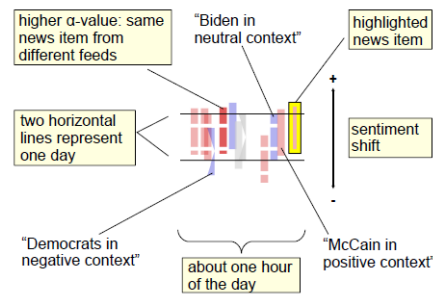 higher α-value: same
news item from
different feeds
“Biden in
neutral context”
highlighted
news item
two horizontal
lines represent
one day
+
sentiment
shift
-
“Democrats in
negative context”
about one hour
of the day
“McCain in
positive context”